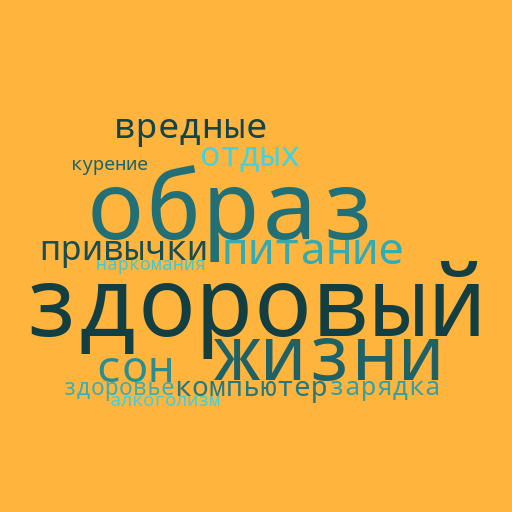 вредные
отдых
курение
образ
привычки
питание
наркомания
здоровый
жизни
сон
здоровье
компьютер
зарядка
алкоголизм